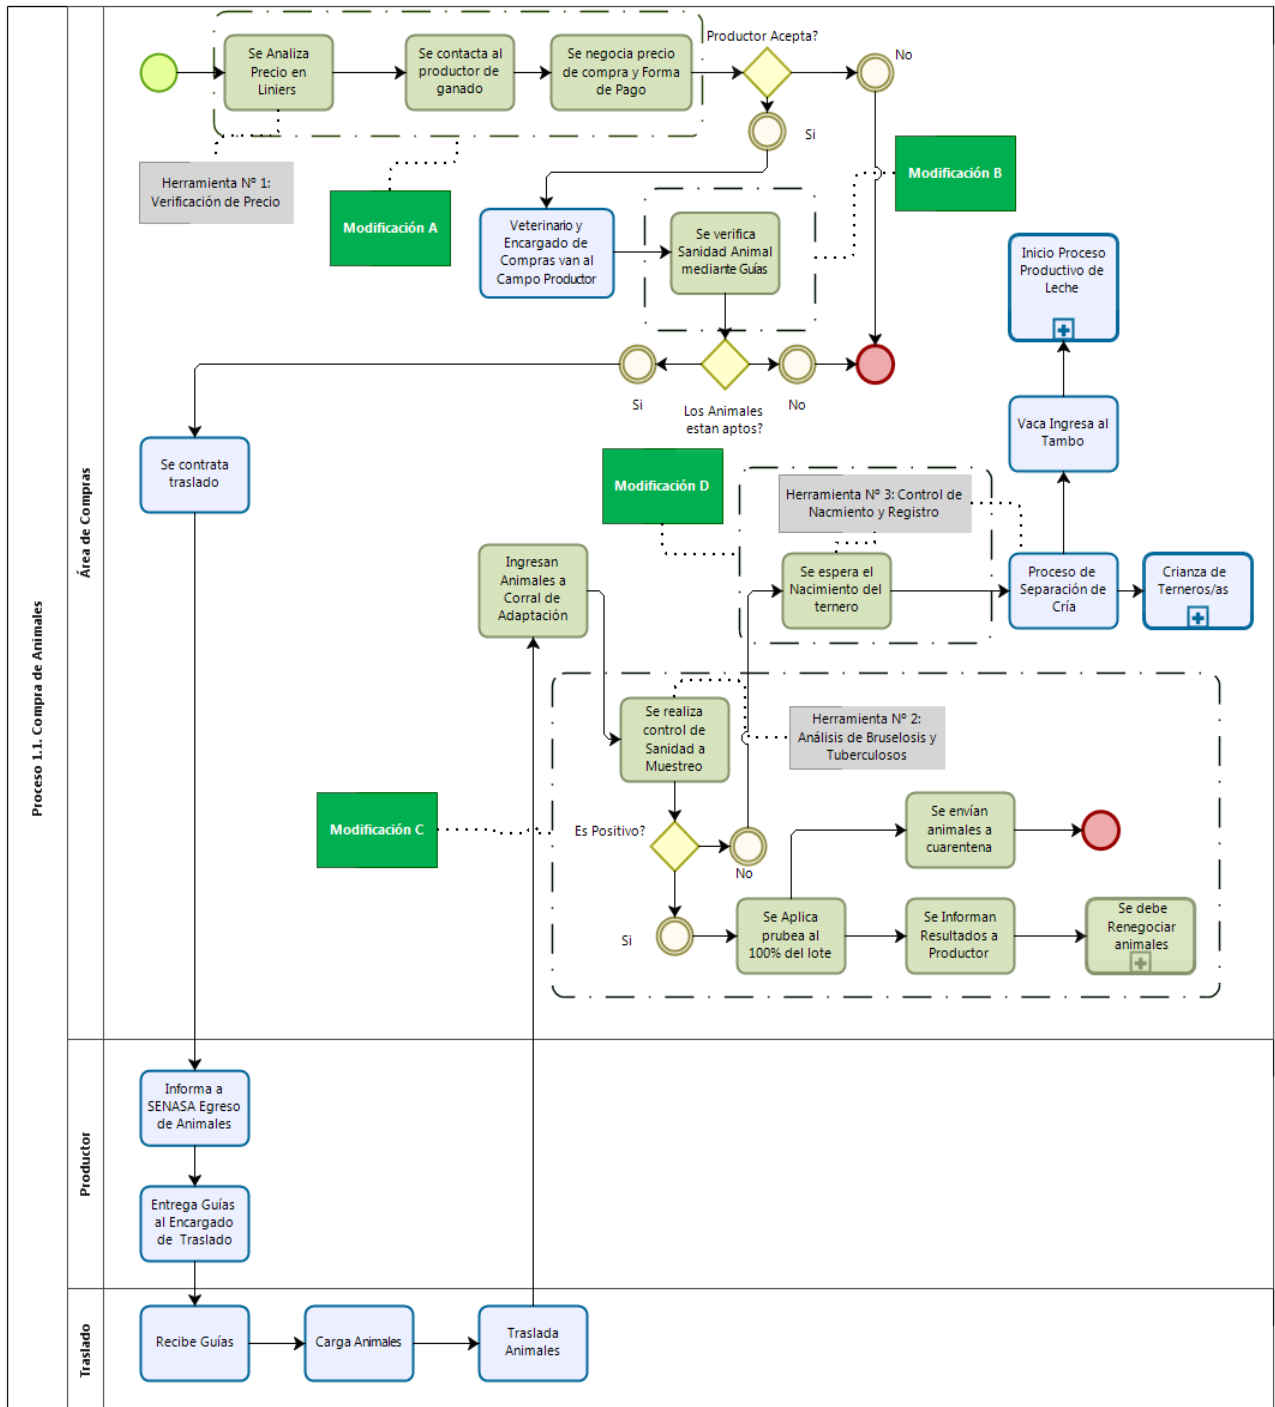 Proceso 1.1. Compra de Animales
Área de Compras
Se Analiza
Precio en
Liniers
Se contacta al
productor de
ganado
Se negocia precio
de compra y Forma
de Pago
Productor Acepta?
No
Si
Herramienta Nº 1:
Verificación de Precio
Modificación A
Modificación B
Veterinario y
Encargado de
Compras van al
Campo Productor
Se verifica
Sanidad Animal
mediante Guías
Inicio Proceso
Productivo de
Leche
Si
Los Animales
estan aptos?
No
Vaca Ingresa al
Tambo
Se contrata
traslado
Modificación D
Herramienta Nº 3: Control de
Nacmiento y Registro
Ingresan
Animales a
Corral de
Adaptación
Se espera el
Nacimiento del
ternero
Proceso de
Separación de
Cría
Crianza de
Terneros/as
Se realiza
control de
Sanidad a
Muestreo
Herramienta Nº 2:
Análisis de Bruselosis y
Tuberculosos
Modificación C
Es Positivo?
No
Se envían
animales a
cuarentena
Si
Se Aplica
prubea al
100% del lote
Se Informan
Resultados a
Productor
Se debe
Renegociar
animales
Productor
Informa a
SENASA Egreso
de Animales
Entrega Guías
al Encargado
de Traslado
Traslado
Recibe Guías
Carga Animales
Traslada
Animales